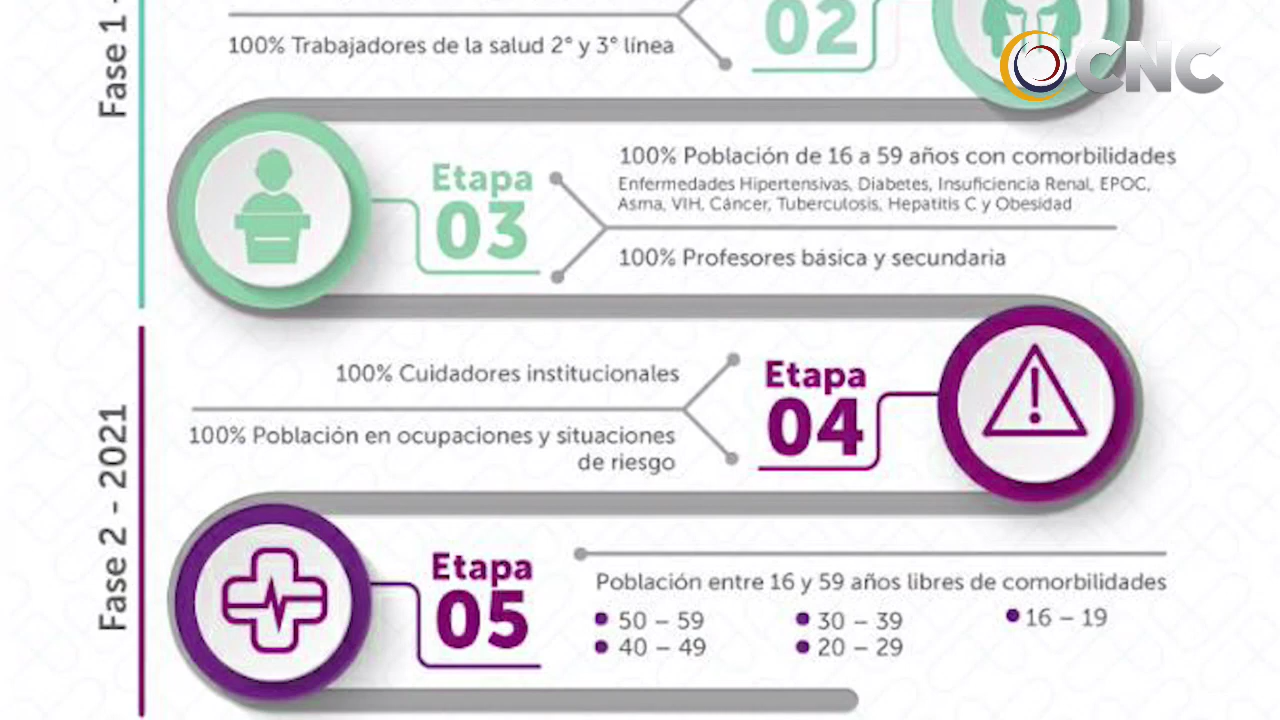 Fase 1
100% Trabajadores de la salud 2° y 3° línea
02
CNC
Etapa
03
100% Población de 16 a 59 años con comorbilidades
Enfermedades Hipertensivas, Diabetes, Insuficiencia Renal, EPOC,
Asma, VIH, Cáncer, Tuberculosis, Hepatitis C y Obesidad
100% Profesores básica y secundaria
Fase 2 - 2021
100% Cuidadores institucionales
100% Población en ocupaciones y situaciones
de riesgo
Etapa
04
Etapa
05
Población entre 16 y 59 años libres de comorbilidades
50 – 59
30 – 39
16 – 19
40 – 49
20 – 29